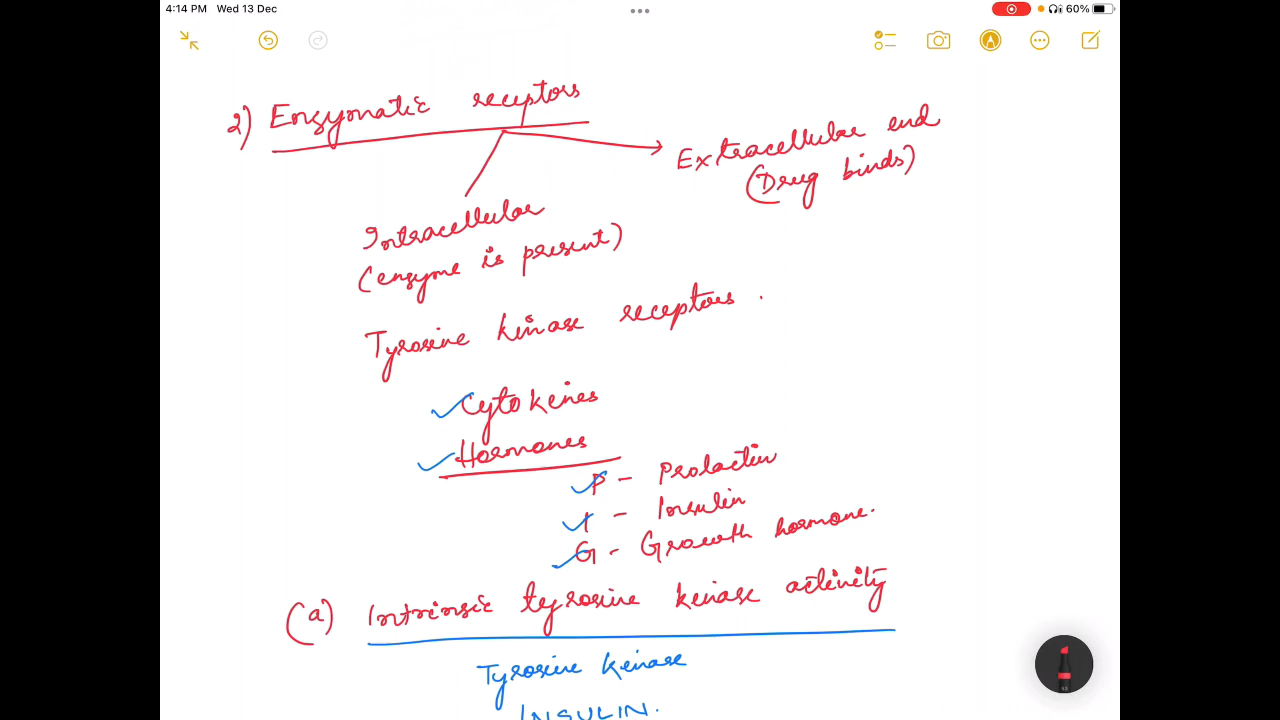 4:14 PM Wed 13 Dec
60%
2) Enzymatic receptors
Extracellular end
(Drug binds)
Intracellular
(enzyme is present)
Tyrosine kinase receptors.
Cytokines
Hormones
P - Prolactin
I - Insulin
G - Growth hormone.
(a) Intrinsic tyrosine kinase activity
Tyrosine kinase
INSULIN.